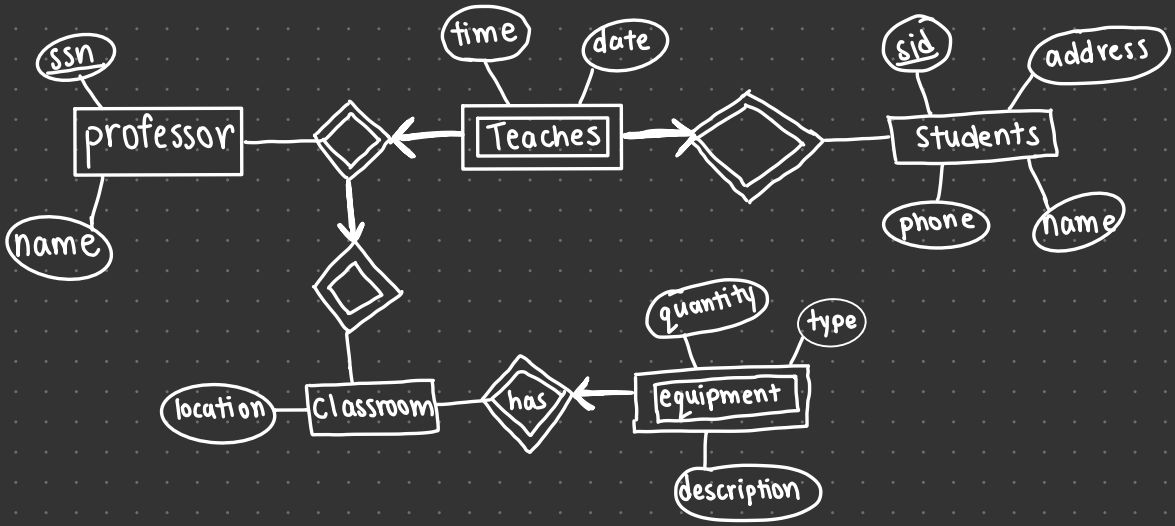 time
date
sid
address
ssn
professor
Teaches
Students
name
phone
name
quantity
type
location
classroom
has
equipment
description